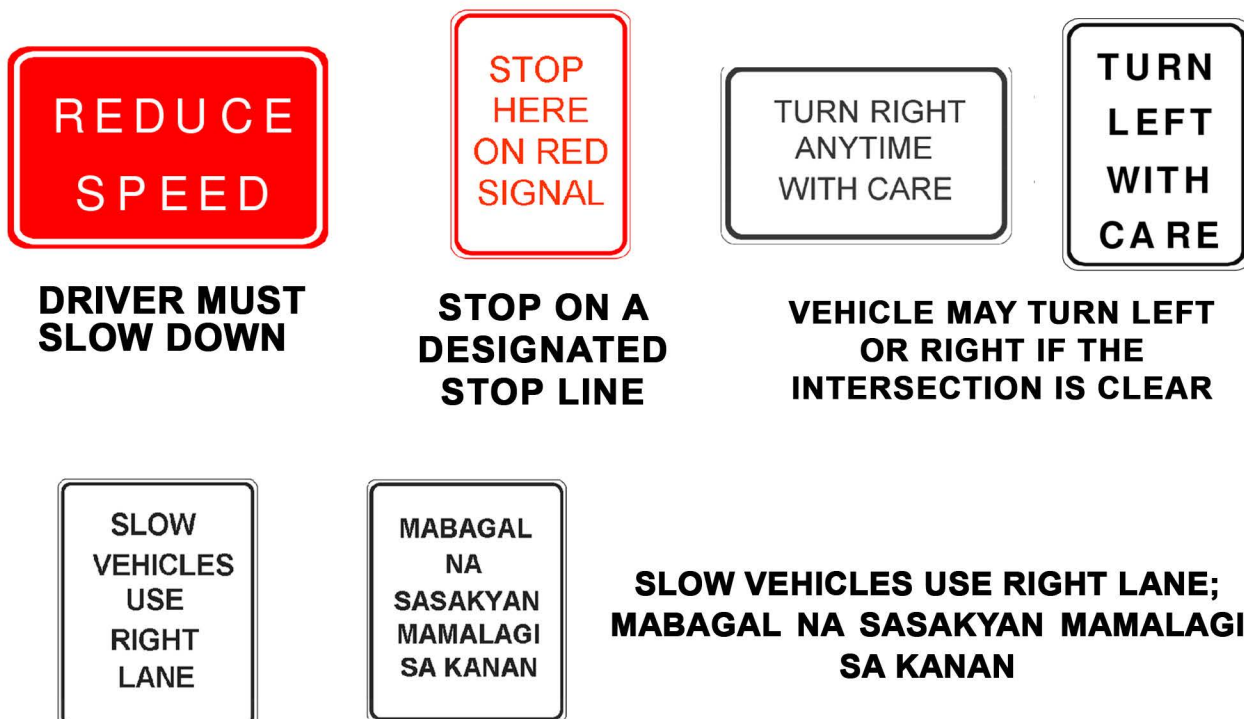 REDUCE
SPEED
DRIVER MUST
SLOW DOWN
STOP
HERE
ON RED
SIGNAL
STOP ON A
DESIGNATED
STOP LINE
TURN RIGHT
ANYTIME
WITH CARE
TURN
LEFT
WITH
CARE
VEHICLE MAY TURN LEFT
OR RIGHT IF THE
INTERSECTION IS CLEAR
SLOW
VEHICLES
USE
RIGHT
LANE
MABAGAL
NA
SASAKYAN
MAMALAGI
SA KANAN
SLOW VEHICLES USE RIGHT LANE;
MABAGAL NA SASAKYAN MAMALAGI
SA KANAN